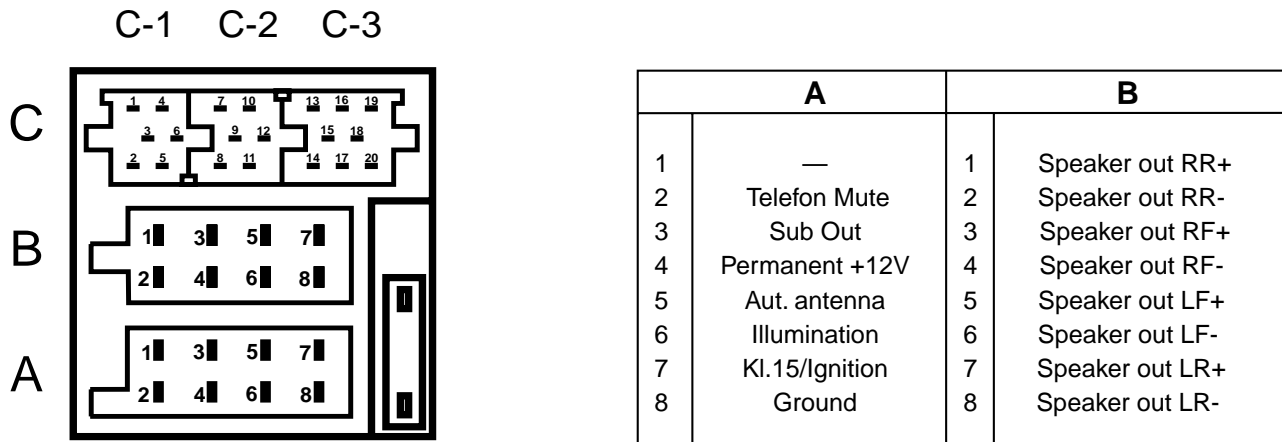 C-1 C-2 C-3
C
1 4 7 10 13 16 19
3 6 9 12 15 18
2 5 8 11 14 17 20
B
1 3 5 7
2 4 6 8
A
1 3 5 7
2 4 6 8
A B
1 — 1 Speaker out RR+
2 Telefon Mute 2 Speaker out RR-
3 Sub Out 3 Speaker out RF+
4 Permanent +12V 4 Speaker out RF-
5 Aut. antenna 5 Speaker out LF+
6 Illumination 6 Speaker out LF-
7 Kl.15/Ignition 7 Speaker out LR+
8 Ground 8 Speaker out LR-